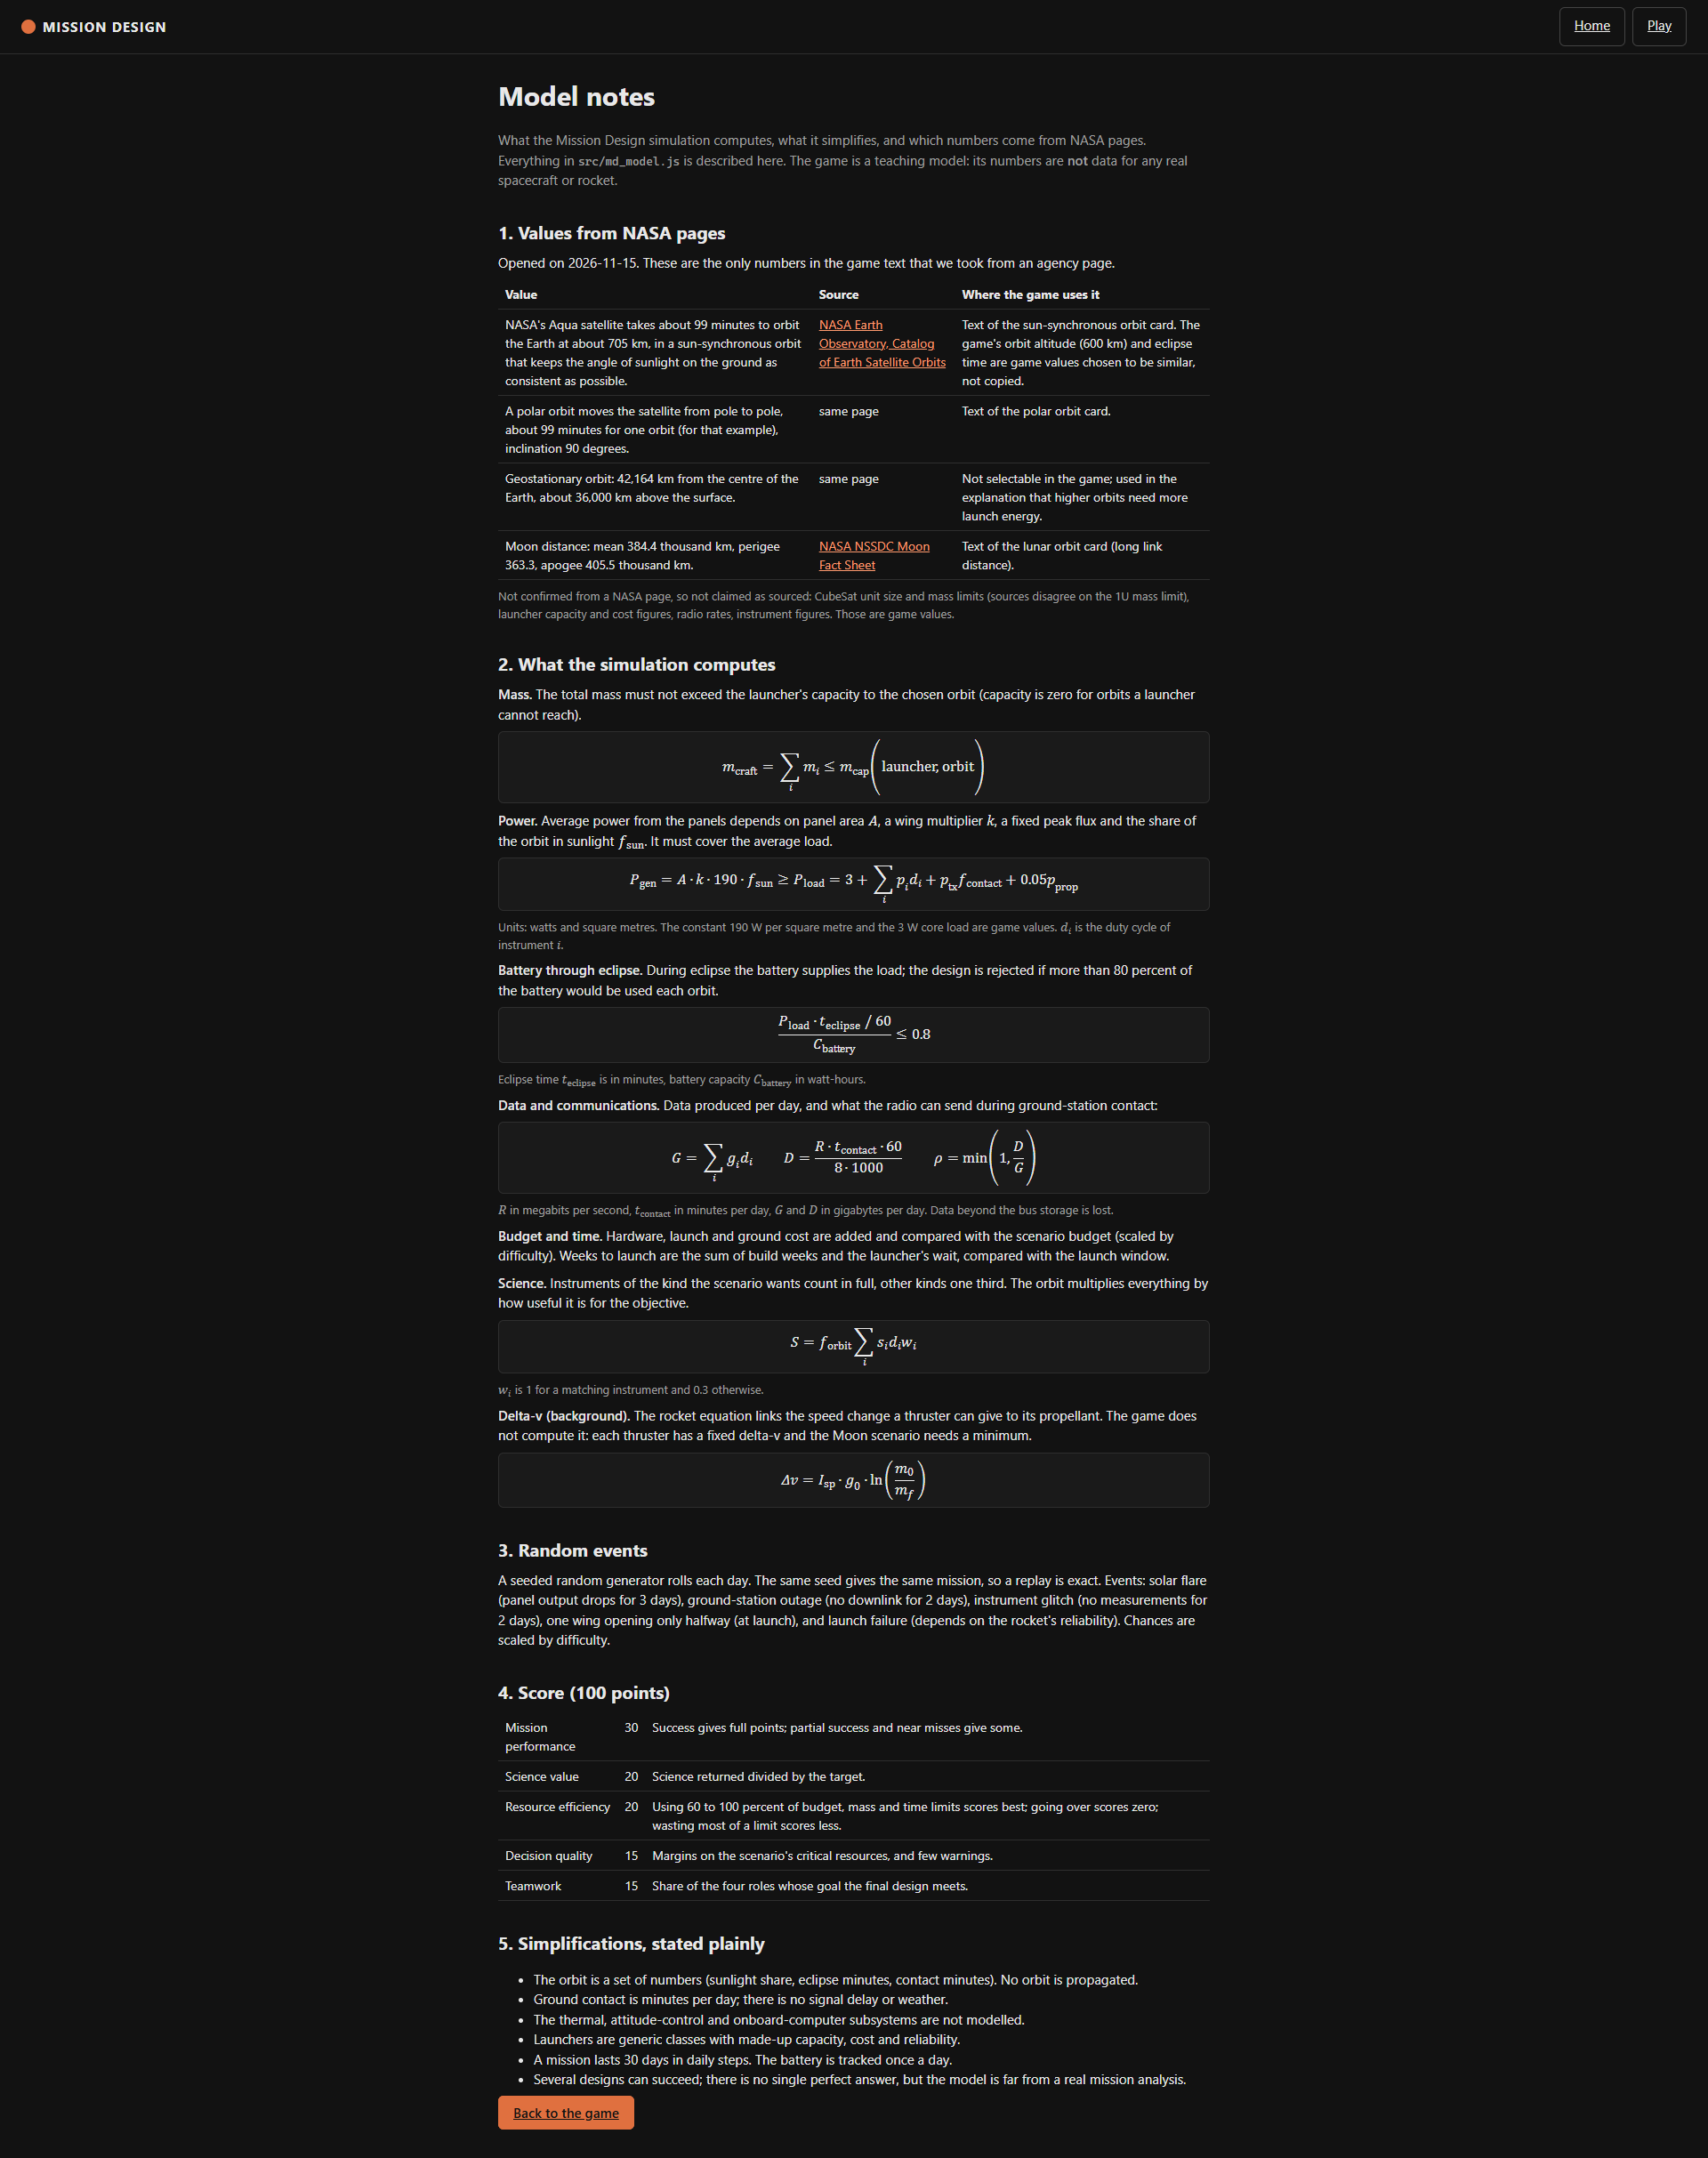 MISSION DESIGN
Home
Play
Model notes
What the Mission Design simulation computes, what it simplifies, and which numbers come from NASA pages.
Everything in src/md_model.js is described here. The game is a teaching model: its numbers are not data for any real
spacecraft or rocket.
1. Values from NASA pages
Opened on 2026-11-15. These are the only numbers in the game text that we took from an agency page.
Value
Source
Where the game uses it
NASA's Aqua satellite takes about 99 minutes to orbit
the Earth at about 705 km, in a sun-synchronous orbit
that keeps the angle of sunlight on the ground as
consistent as possible.
NASA Earth
Observatory, Catalog
of Earth Satellite Orbits
Text of the sun-synchronous orbit card. The
game's orbit altitude (600 km) and eclipse
time are game values chosen to be similar,
not copied.
A polar orbit moves the satellite from pole to pole,
about 99 minutes for one orbit (for that example),
inclination 90 degrees.
same page
Text of the polar orbit card.
Geostationary orbit: 42,164 km from the centre of the
Earth, about 36,000 km above the surface.
same page
Not selectable in the game; used in the
explanation that higher orbits need more
launch energy.
Moon distance: mean 384.4 thousand km, perigee
363.3, apogee 405.5 thousand km.
NASA NSSDC Moon
Fact Sheet
Text of the lunar orbit card (long link
distance).
Not confirmed from a NASA page, so not claimed as sourced: CubeSat unit size and mass limits (sources disagree on the 1U mass limit),
launcher capacity and cost figures, radio rates, instrument figures. Those are game values.
2. What the simulation computes
Mass. The total mass must not exceed the launcher's capacity to the chosen orbit (capacity is zero for orbits a launcher
cannot reach).
m_craft = ∑_i m_i ≤ m_cap(launcher, orbit)
Power. Average power from the panels depends on panel area A, a wing multiplier k, a fixed peak flux and the share of
the orbit in sunlight f_sun. It must cover the average load.
P_gen = A · k · 190 · f_sun ≥ P_load = 3 + ∑_i p_i d_i + p_tx f_contact + 0.05p_prop
Units: watts and square metres. The constant 190 W per square metre and the 3 W core load are game values. d_i is the duty cycle of
instrument i.
Battery through eclipse. During eclipse the battery supplies the load; the design is rejected if more than 80 percent of
the battery would be used each orbit.
P_load · t_eclipse / 60 / C_battery ≤ 0.8
Eclipse time t_eclipse is in minutes, battery capacity C_battery in watt-hours.
Data and communications. Data produced per day, and what the radio can send during ground-station contact:
G = ∑_i g_i d_i D = R · t_contact · 60 / 8 · 1000 ρ = min(1, D/G)
R in megabits per second, t_contact in minutes per day, G and D in gigabytes per day. Data beyond the bus storage is lost.
Budget and time. Hardware, launch and ground cost are added and compared with the scenario budget (scaled by
difficulty). Weeks to launch are the sum of build weeks and the launcher's wait, compared with the launch window.
Science. Instruments of the kind the scenario wants count in full, other kinds one third. The orbit multiplies everything by
how useful it is for the objective.
S = f_orbit ∑_i s_i d_i w_i
w_i is 1 for a matching instrument and 0.3 otherwise.
Delta-v (background). The rocket equation links the speed change a thruster can give to its propellant. The game does
not compute it: each thruster has a fixed delta-v and the Moon scenario needs a minimum.
Δv = I_sp · g_0 · ln(m_0/m_f)
3. Random events
A seeded random generator rolls each day. The same seed gives the same mission, so a replay is exact. Events: solar flare
(panel output drops for 3 days), ground-station outage (no downlink for 2 days), instrument glitch (no measurements for
2 days), one wing opening only halfway (at launch), and launch failure (depends on the rocket's reliability). Chances are
scaled by difficulty.
4. Score (100 points)
Mission
performance
30
Success gives full points; partial success and near misses give some.
Science value
20
Science returned divided by the target.
Resource efficiency
20
Using 60 to 100 percent of budget, mass and time limits scores best; going over scores zero;
wasting most of a limit scores less.
Decision quality
15
Margins on the scenario's critical resources, and few warnings.
Teamwork
15
Share of the four roles whose goal the final design meets.
5. Simplifications, stated plainly
• The orbit is a set of numbers (sunlight share, eclipse minutes, contact minutes). No orbit is propagated.
• Ground contact is minutes per day; there is no signal delay or weather.
• The thermal, attitude-control and onboard-computer subsystems are not modelled.
• Launchers are generic classes with made-up capacity, cost and reliability.
• A mission lasts 30 days in daily steps. The battery is tracked once a day.
• Several designs can succeed; there is no single perfect answer, but the model is far from a real mission analysis.
Back to the game